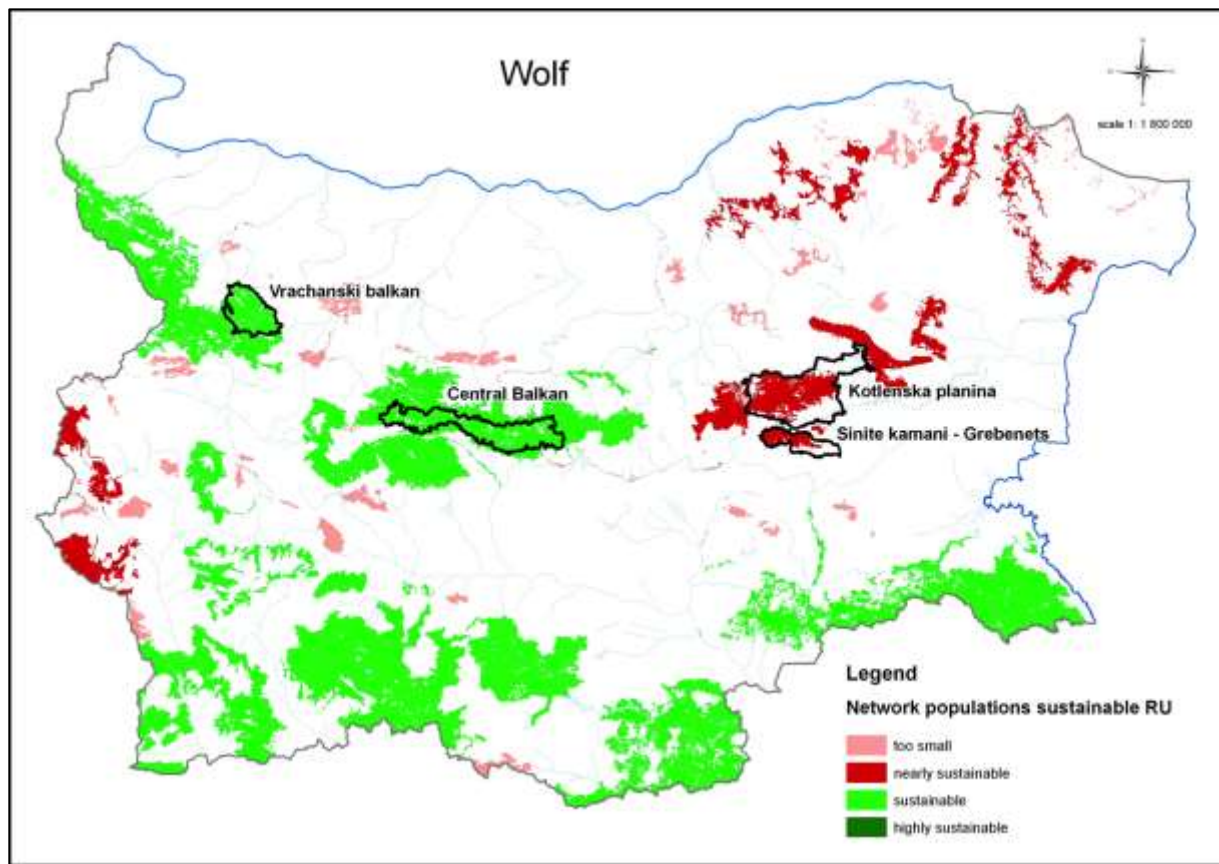 Wolf
scale 1: 1 800 000
Vrachanski balkan
Central Balkan
Kotlenska planina
Sinite kamani - Grebenets
Legend
Network populations sustainable RU
too small
nearly sustainable
sustainable
highly sustainable